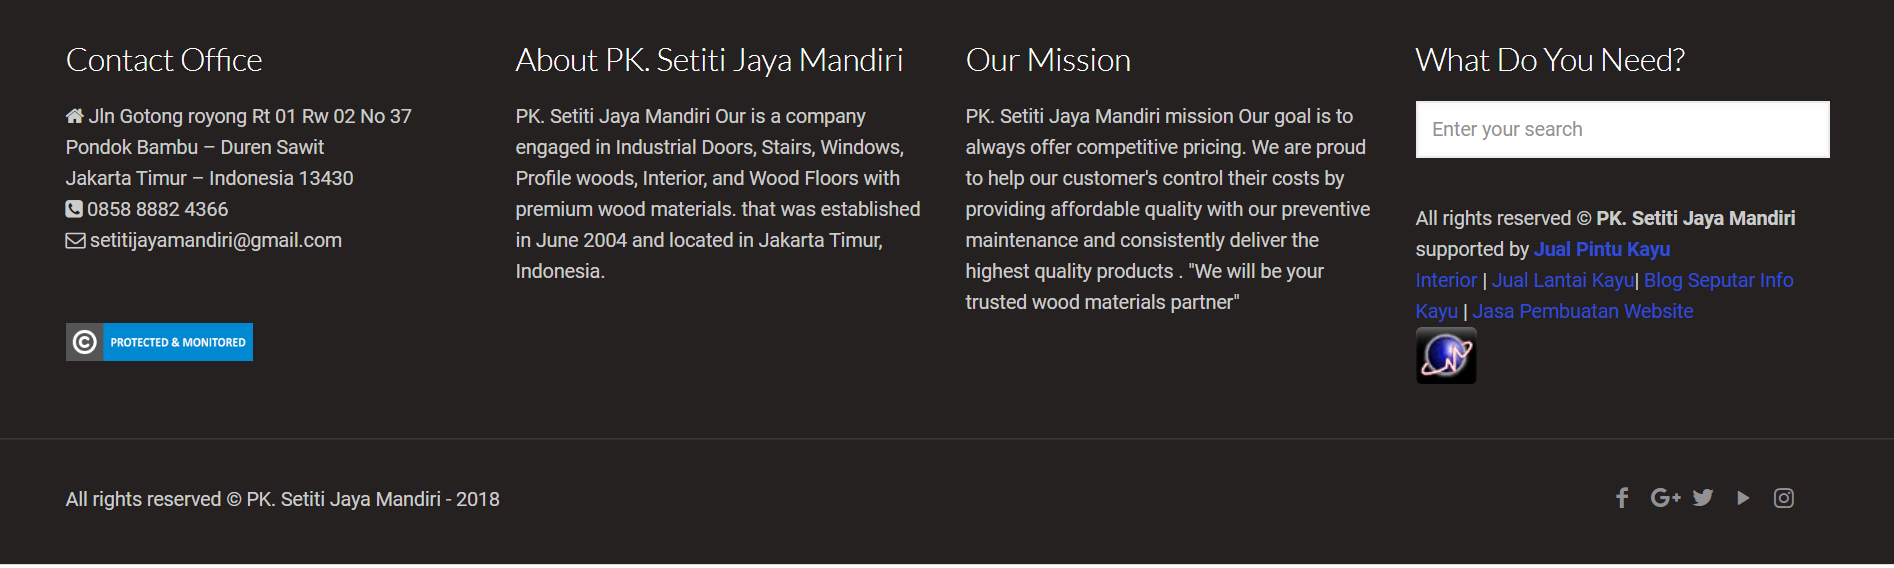 Contact Office
Jln Gotong royong Rt 01 Rw 02 No 37
Pondok Bambu – Duren Sawit
Jakarta Timur – Indonesia 13430
0858 8882 4366
setitijayamandiri@gmail.com
© PROTECTED & MONITORED
About PK. Setiti Jaya Mandiri
PK. Setiti Jaya Mandiri Our is a company
engaged in Industrial Doors, Stairs, Windows,
Profile woods, Interior, and Wood Floors with
premium wood materials. that was established
in June 2004 and located in Jakarta Timur,
Indonesia.
Our Mission
PK. Setiti Jaya Mandiri mission Our goal is to
always offer competitive pricing. We are proud
to help our customer's control their costs by
providing affordable quality with our preventive
maintenance and consistently deliver the
highest quality products . "We will be your
trusted wood materials partner"
What Do You Need?
Enter your search
All rights reserved © PK. Setiti Jaya Mandiri
supported by Jual Pintu Kayu
Interior | Jual Lantai Kayu| Blog Seputar Info
Kayu | Jasa Pembuatan Website
All rights reserved © PK. Setiti Jaya Mandiri - 2018